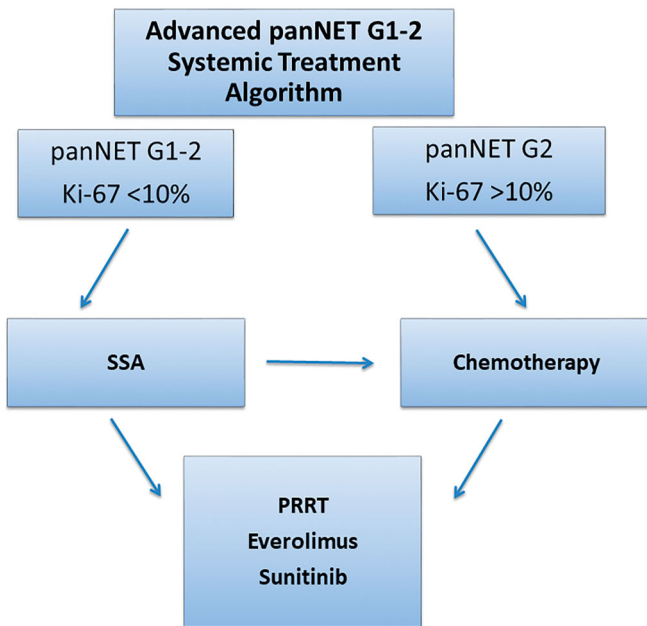 Advanced panNET G1-2
Systemic Treatment
Algorithm
panNET G1-2
Ki-67 <10%
panNET G2
Ki-67 >10%
SSA
Chemotherapy
PRRT
Everolimus
Sunitinib